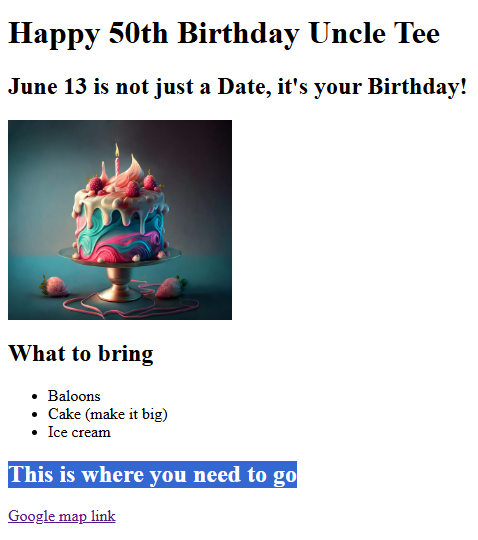 Happy 50th Birthday Uncle Tee
June 13 is not just a Date, it's your Birthday!
What to bring
Baloons
Cake (make it big)
Ice cream
This is where you need to go
Google map link